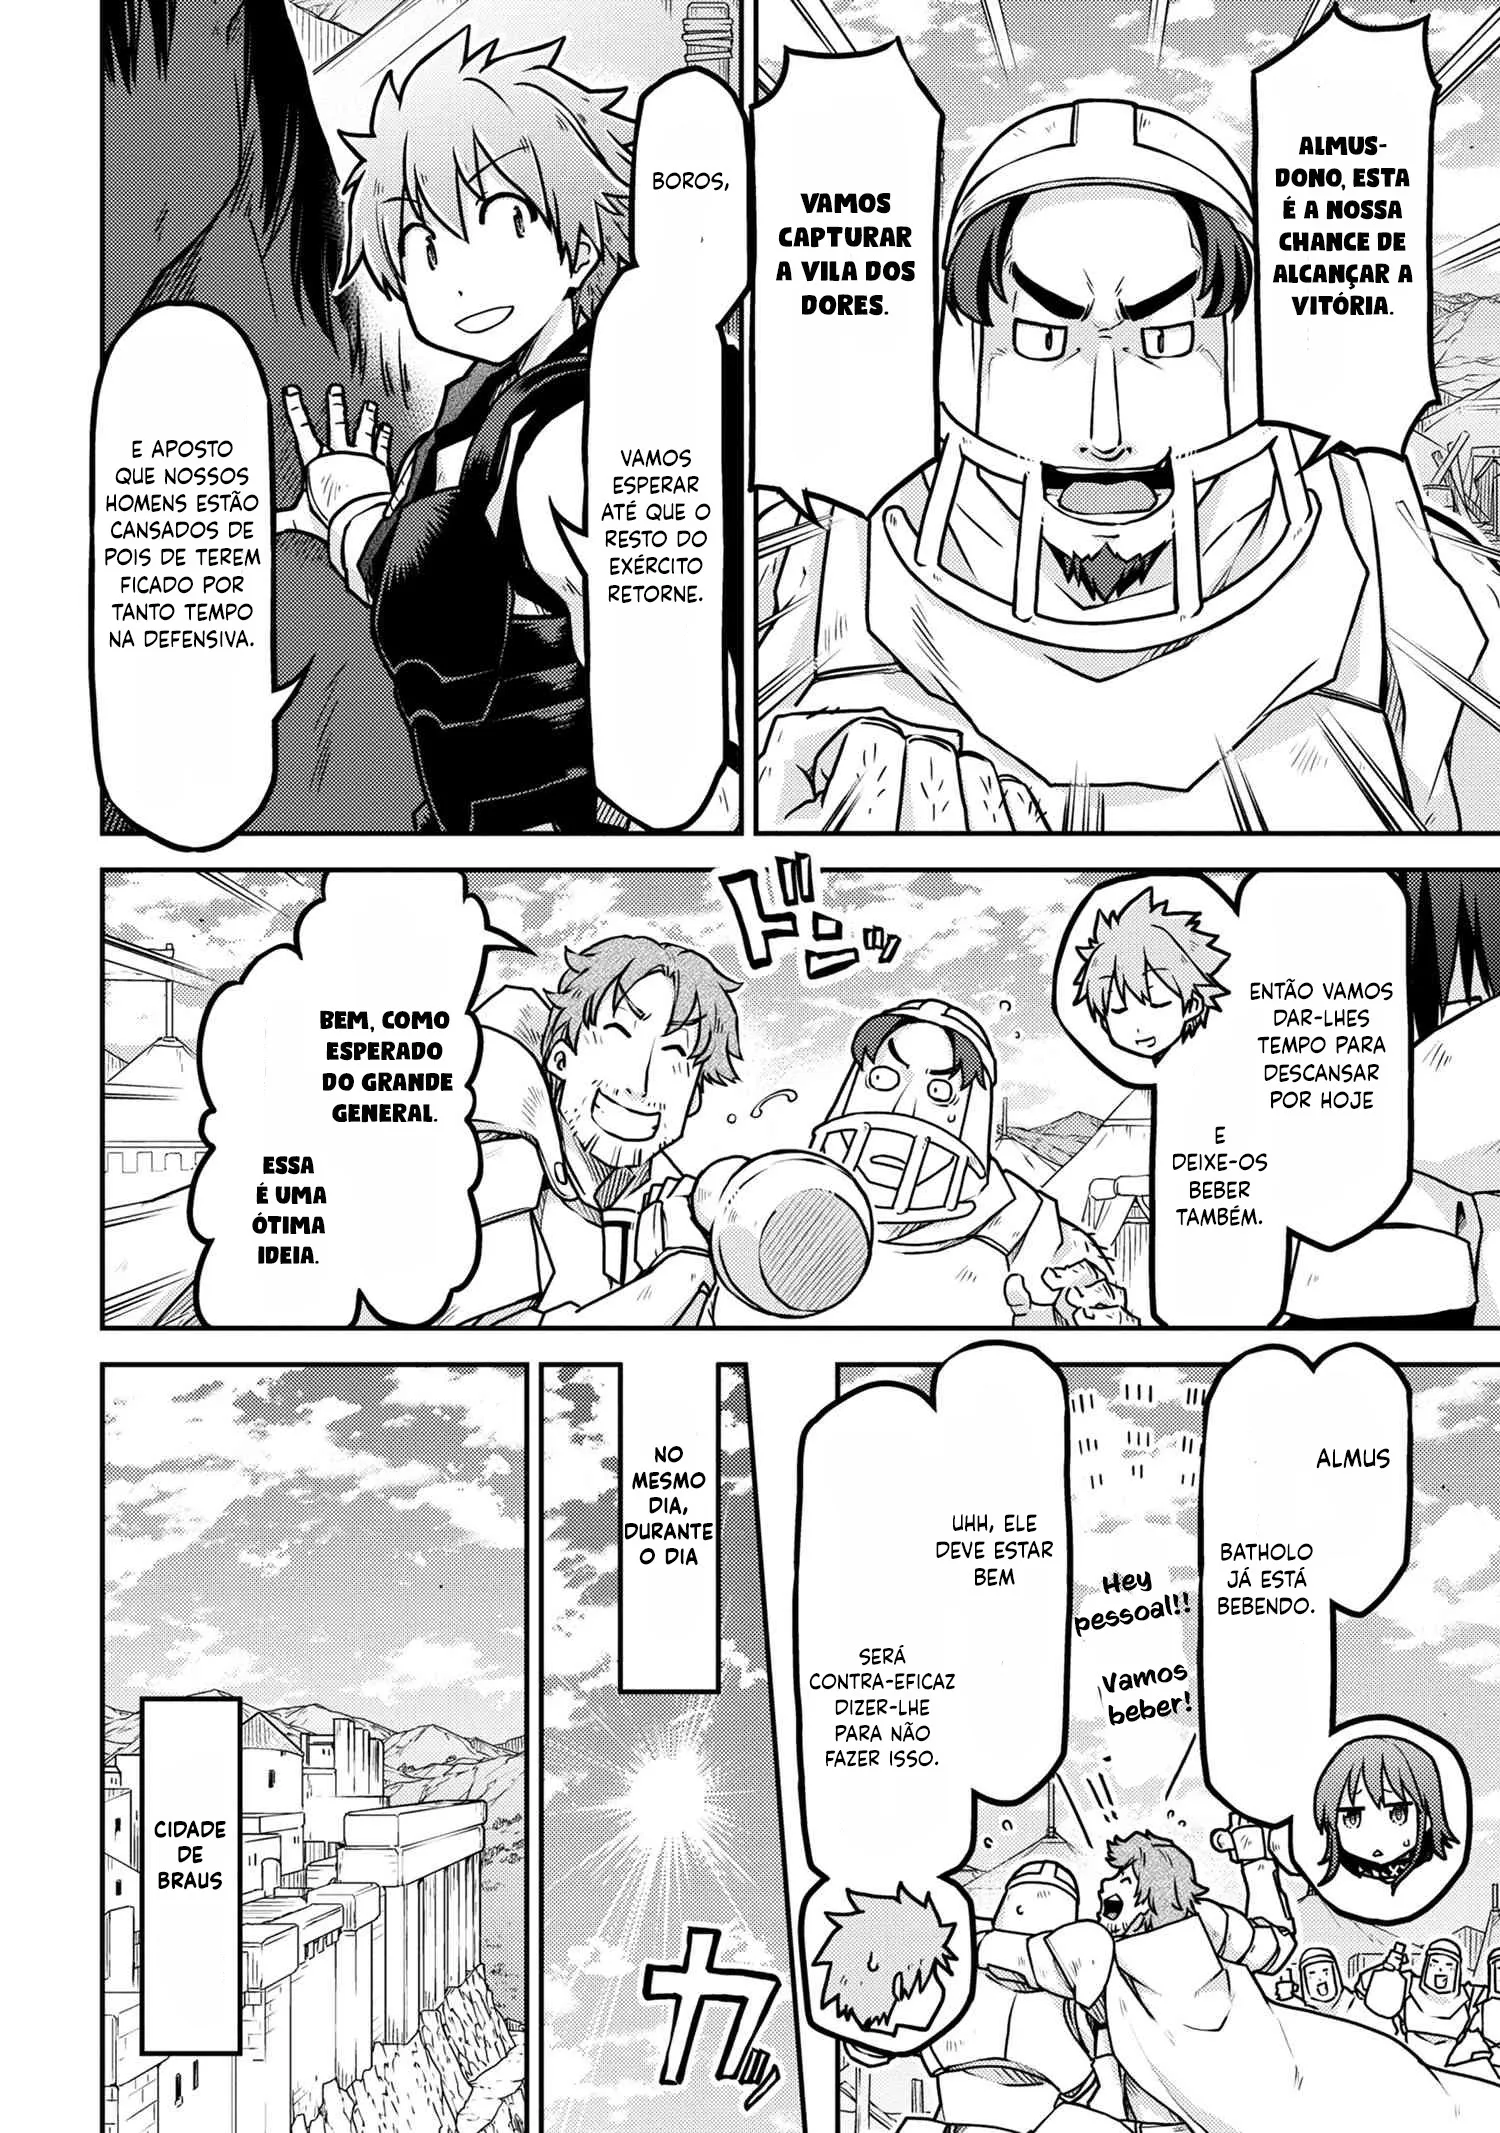 ALMUS-
DONO, ESTA
É A NOSSA
CHANCE DE
ALCANÇAR A
VITÓRIA.
VAMOS
CAPTURAR
A VILA DOS
DORES.
BOROS,
VAMOS
ESPERAR
ATÉ QUE O
RESTO DO
EXÉRCITO
RETORNE.
E APOSTO
QUE NOSSOS
HOMENS ESTÃO
CANSADOS DE
POIS DE TEREM
FICADO POR
TANTO TEMPO
NA DEFENSIVA.
ENTÃO VAMOS
DAR-LHES
TEMPO PARA
DESCANSAR
POR HOJE
E
DEIXE-OS
BEBER
TAMBÉM.
ドンッ
BEM, COMO
ESPERADO
DO GRANDE
GENERAL.
ESSA
É UMA
ÓTIMA
IDEIA.
ALMUS
BATHOLO
JÁ ESTÁ
BEBENDO.
Hey
pessoal!!
Vamos
beber!
UHH, ELE
DEVE ESTAR
BEM
SERÁ
CONTRA-EFICAZ
DIZER-LHE
PARA NÃO
FAZER ISSO.
NO
MESMO
DIA,
DURANTE
O DIA
カッ
CIDADE
DE
BRAUS